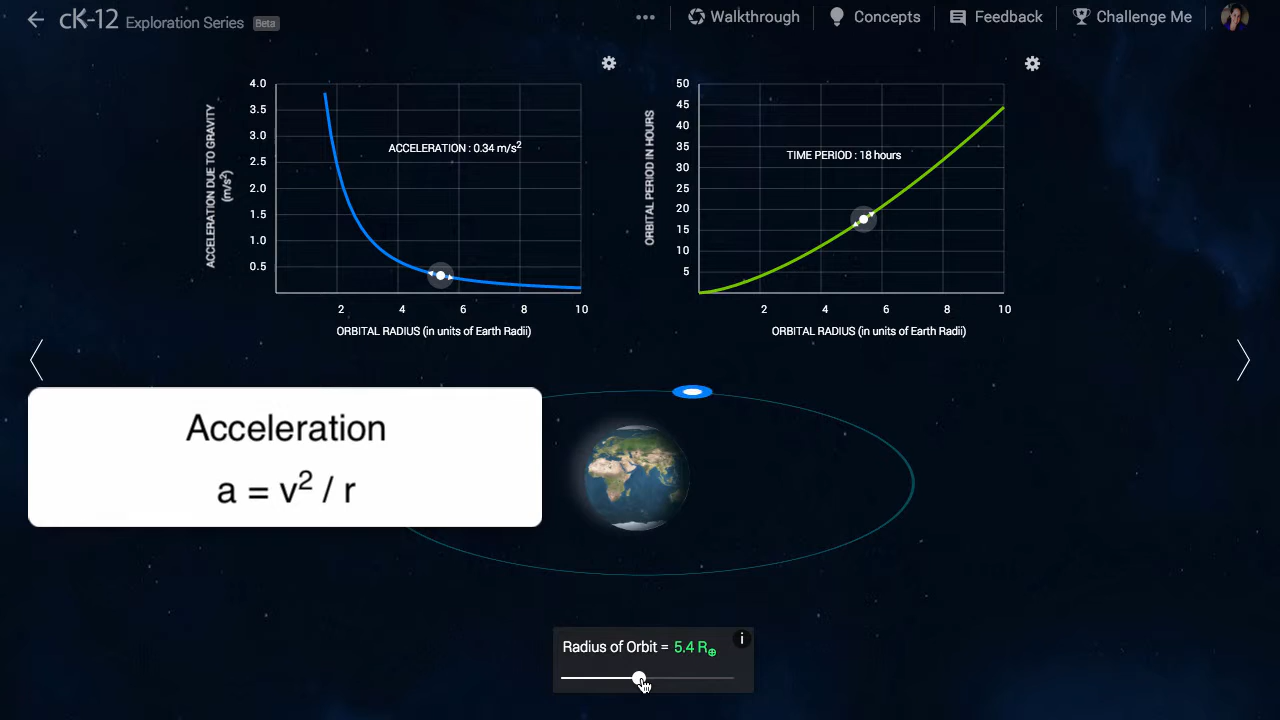 cK-12 Exploration Series Beta
Walkthrough
Concepts
Feedback
Challenge Me
ACCELERATION DUE TO GRAVITY
(m/s²)
4.0
3.5
3.0
2.5
2.0
1.5
1.0
0.5
ACCELERATION : 0.34 m/s²
2 4 6 8 10
ORBITAL RADIUS (in units of Earth Radii)
ORBITAL PERIOD IN HOURS
50
45
40
35
30
25
20
15
10
5
TIME PERIOD : 18 hours
2 4 6 8 10
ORBITAL RADIUS (in units of Earth Radii)
Acceleration
a = v² / r
Radius of Orbit = 5.4 R⊕
i